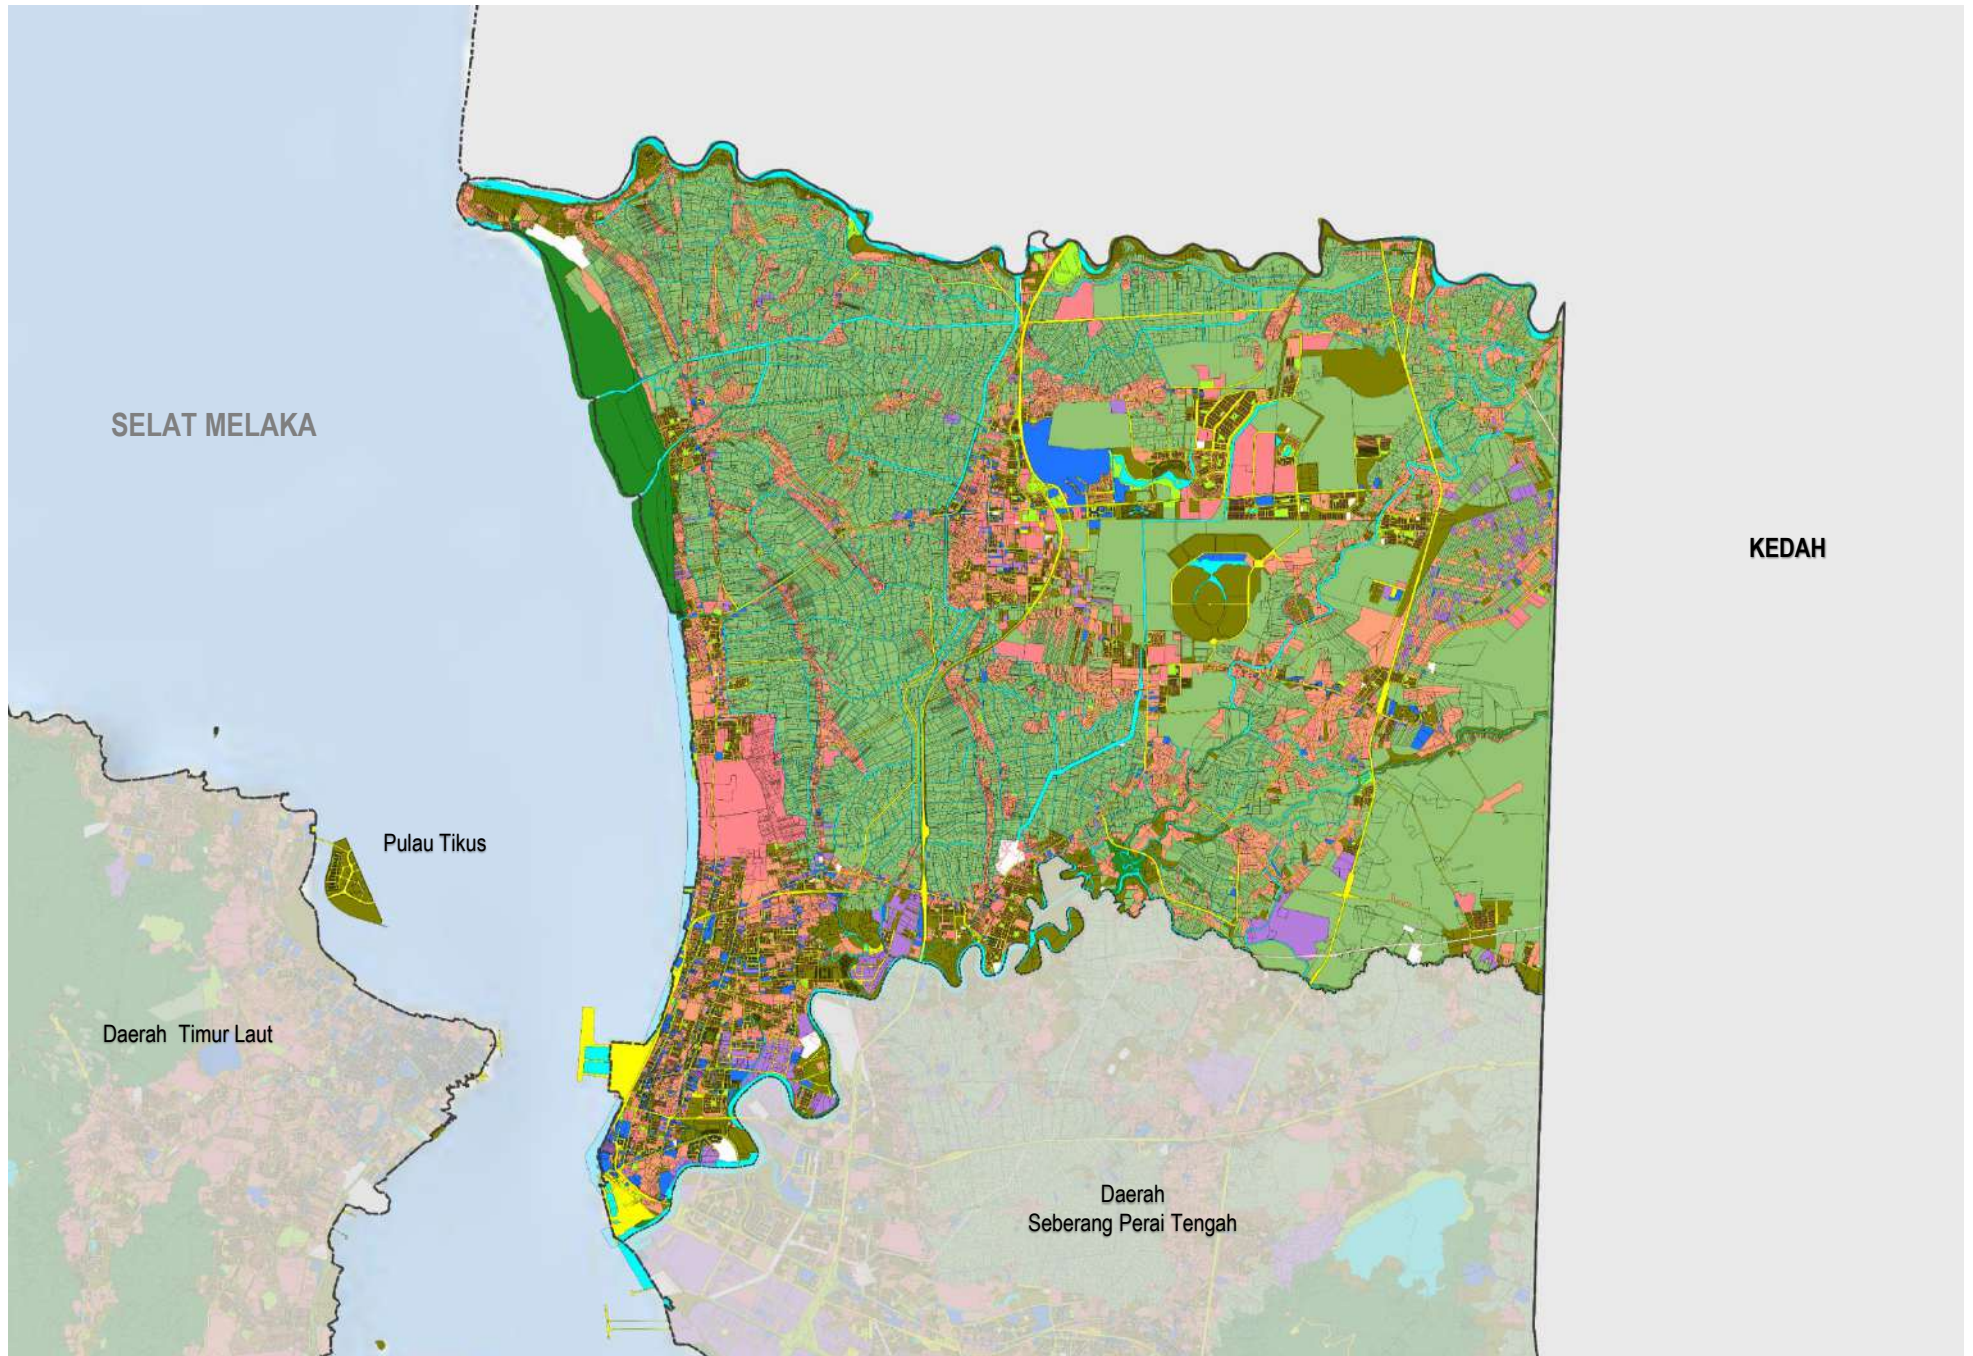 SELAT MELAKA
KEDAH
Pulau Tikus
Daerah Timur Laut
Daerah
Seberang Perai Tengah